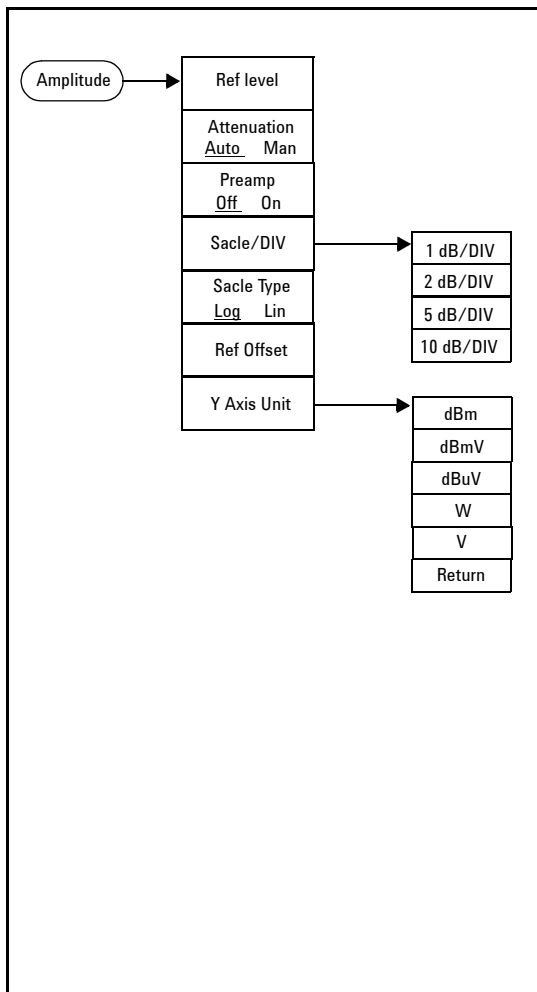 Amplitude
Ref level
Attenuation
Auto Man
Preamp
Off On
Sacle/DIV
Sacle Type
Log Lin
Ref Offset
Y Axis Unit
1 dB/DIV
2 dB/DIV
5 dB/DIV
10 dB/DIV
dBm
dBmV
dBuV
W
V
Return